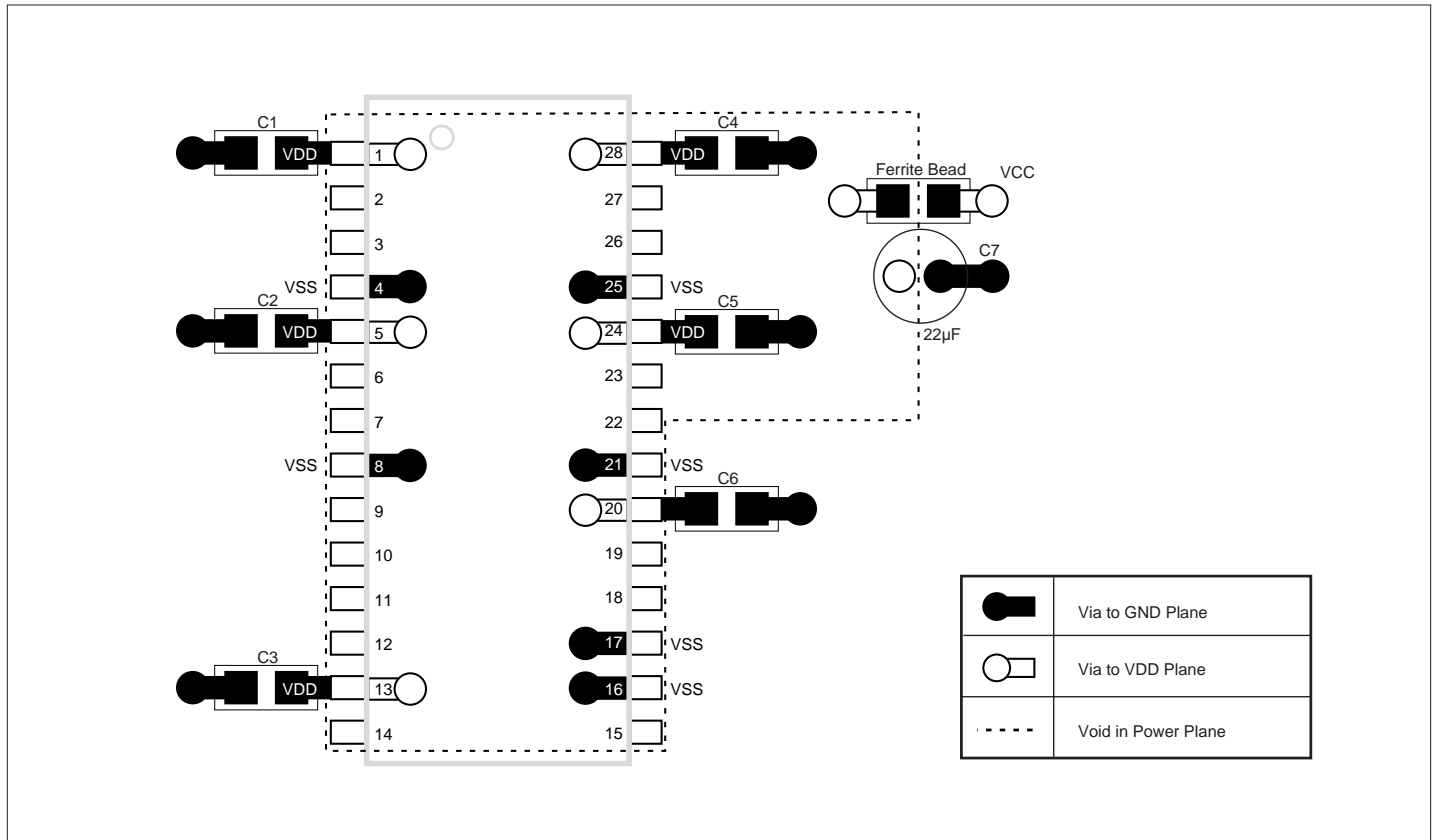 C1
VDD
1
2
3
VSS
4
C2
VDD
5
6
7
VSS
8
9
10
11
12
C3
VDD
13
14
C4
28
VDD
27
26
25
VSS
C5
24
VDD
23
22
21
VSS
C6
20
19
18
17
VSS
16
VSS
15
Ferrite Bead
VCC
C7
22µF
Via to GND Plane
Via to VDD Plane
Void in Power Plane